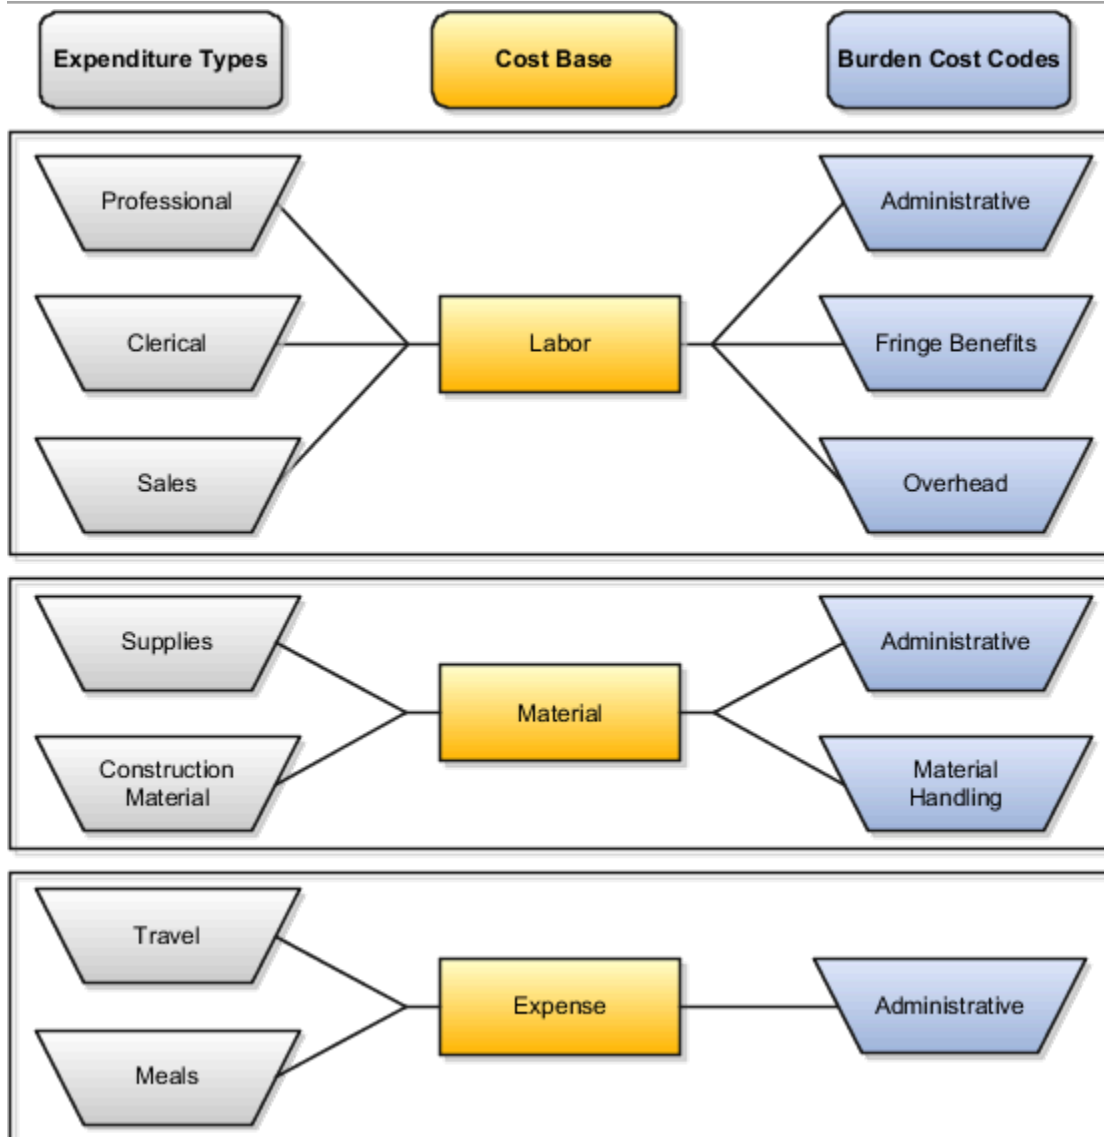 Expenditure Types
Cost Base
Burden Cost Codes
Professional
Administrative
Clerical
Labor
Fringe Benefits
Sales
Overhead
Supplies
Administrative
Material
Construction
Material
Material
Handling
Travel
Expense
Administrative
Meals